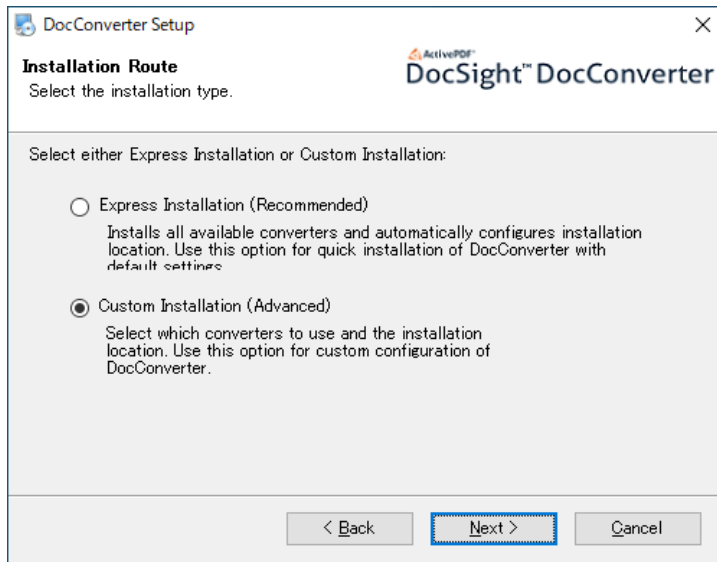 DocConverter Setup
Installation Route
Select the installation type.
ActivePDF®
DocSight™ DocConverter
Select either Express Installation or Custom Installation:
Express Installation (Recommended)
Installs all available converters and automatically configures installation
location. Use this option for quick installation of DocConverter with
default settings.
Custom Installation (Advanced)
Select which converters to use and the installation
location. Use this option for custom configuration of
DocConverter.
< Back
Next >
Cancel